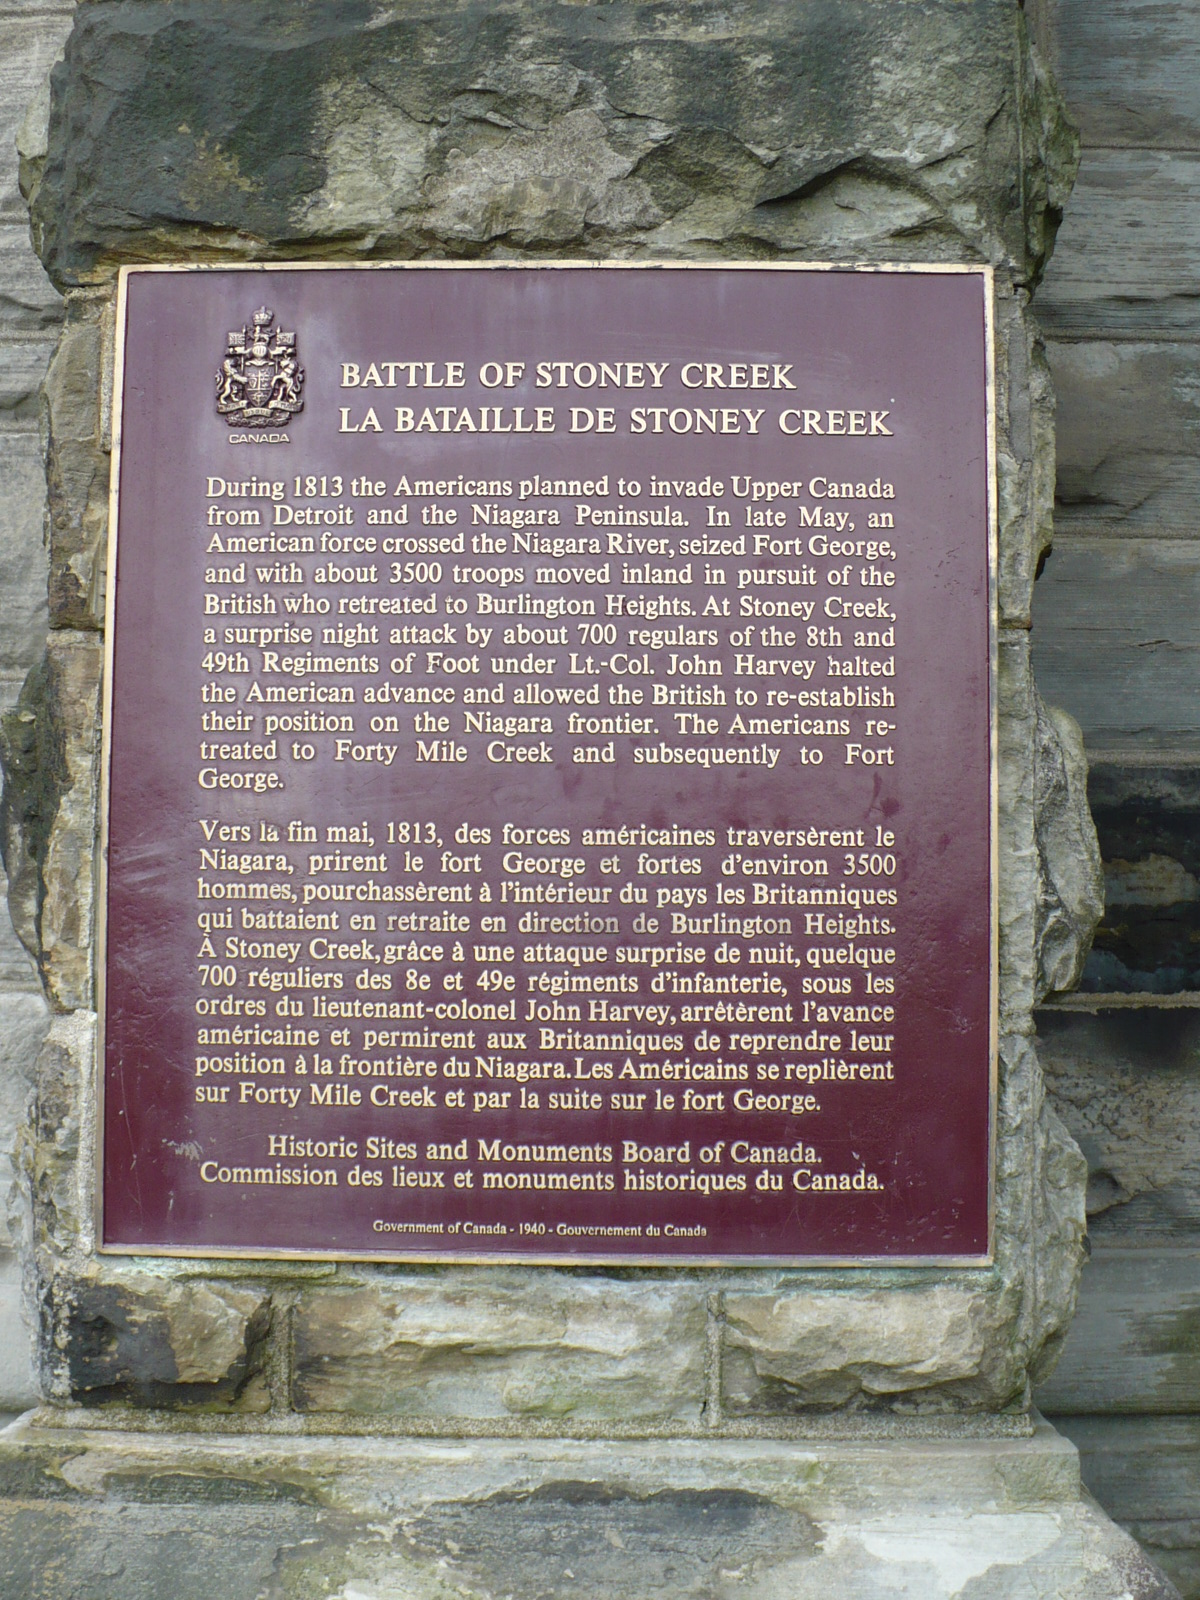 CANADA
BATTLE OF STONEY CREEK
LA BATAILLE DE STONEY CREEK
During 1813 the Americans planned to invade Upper Canada
from Detroit and the Niagara Peninsula. In late May, an
American force crossed the Niagara River, seized Fort George,
and with about 3500 troops moved inland in pursuit of the
British who retreated to Burlington Heights. At Stoney Creek,
a surprise night attack by about 700 regulars of the 8th and
49th Regiments of Foot under Lt.-Col. John Harvey halted
the American advance and allowed the British to re-establish
their position on the Niagara frontier. The Americans re-
treated to Forty Mile Creek and subsequently to Fort
George.
Vers la fin mai, 1813, des forces américaines traversèrent le
Niagara, prirent le fort George et fortes d'environ 3500
hommes, pourchassèrent à l'intérieur du pays les Britanniques
qui battaient en retraite en direction de Burlington Heights.
À Stoney Creek, grâce à une attaque surprise de nuit, quelque
700 réguliers des 8e et 49e régiments d'infanterie, sous les
ordres du lieutenant-colonel John Harvey, arrêtèrent l'avance
américaine et permirent aux Britanniques de reprendre leur
position à la frontière du Niagara. Les Américains se replièrent
sur Forty Mile Creek et par la suite sur le fort George.
Historic Sites and Monuments Board of Canada.
Commission des lieux et monuments historiques du Canada.
Government of Canada - 1940 - Gouvernement du Canada